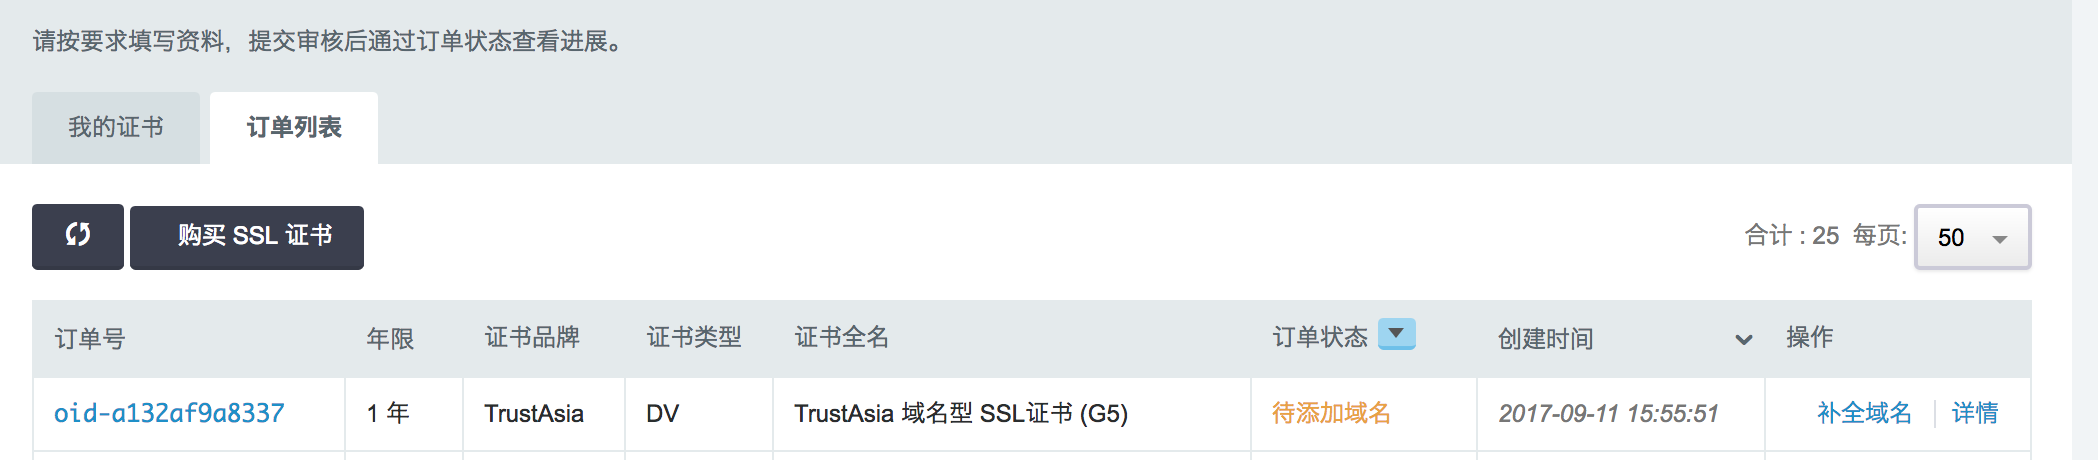 请按要求填写资料，提交审核后通过订单状态查看进展。
我的证书 订单列表
购买 SSL 证书 合计 : 25 每页: 50
订单号 年限 证书品牌 证书类型 证书全名 订单状态 创建时间 操作
oid-a132af9a8337 1 年 TrustAsia DV TrustAsia 域名型 SSL证书 (G5) 待添加域名 2017-09-11 15:55:51 补全域名 详情